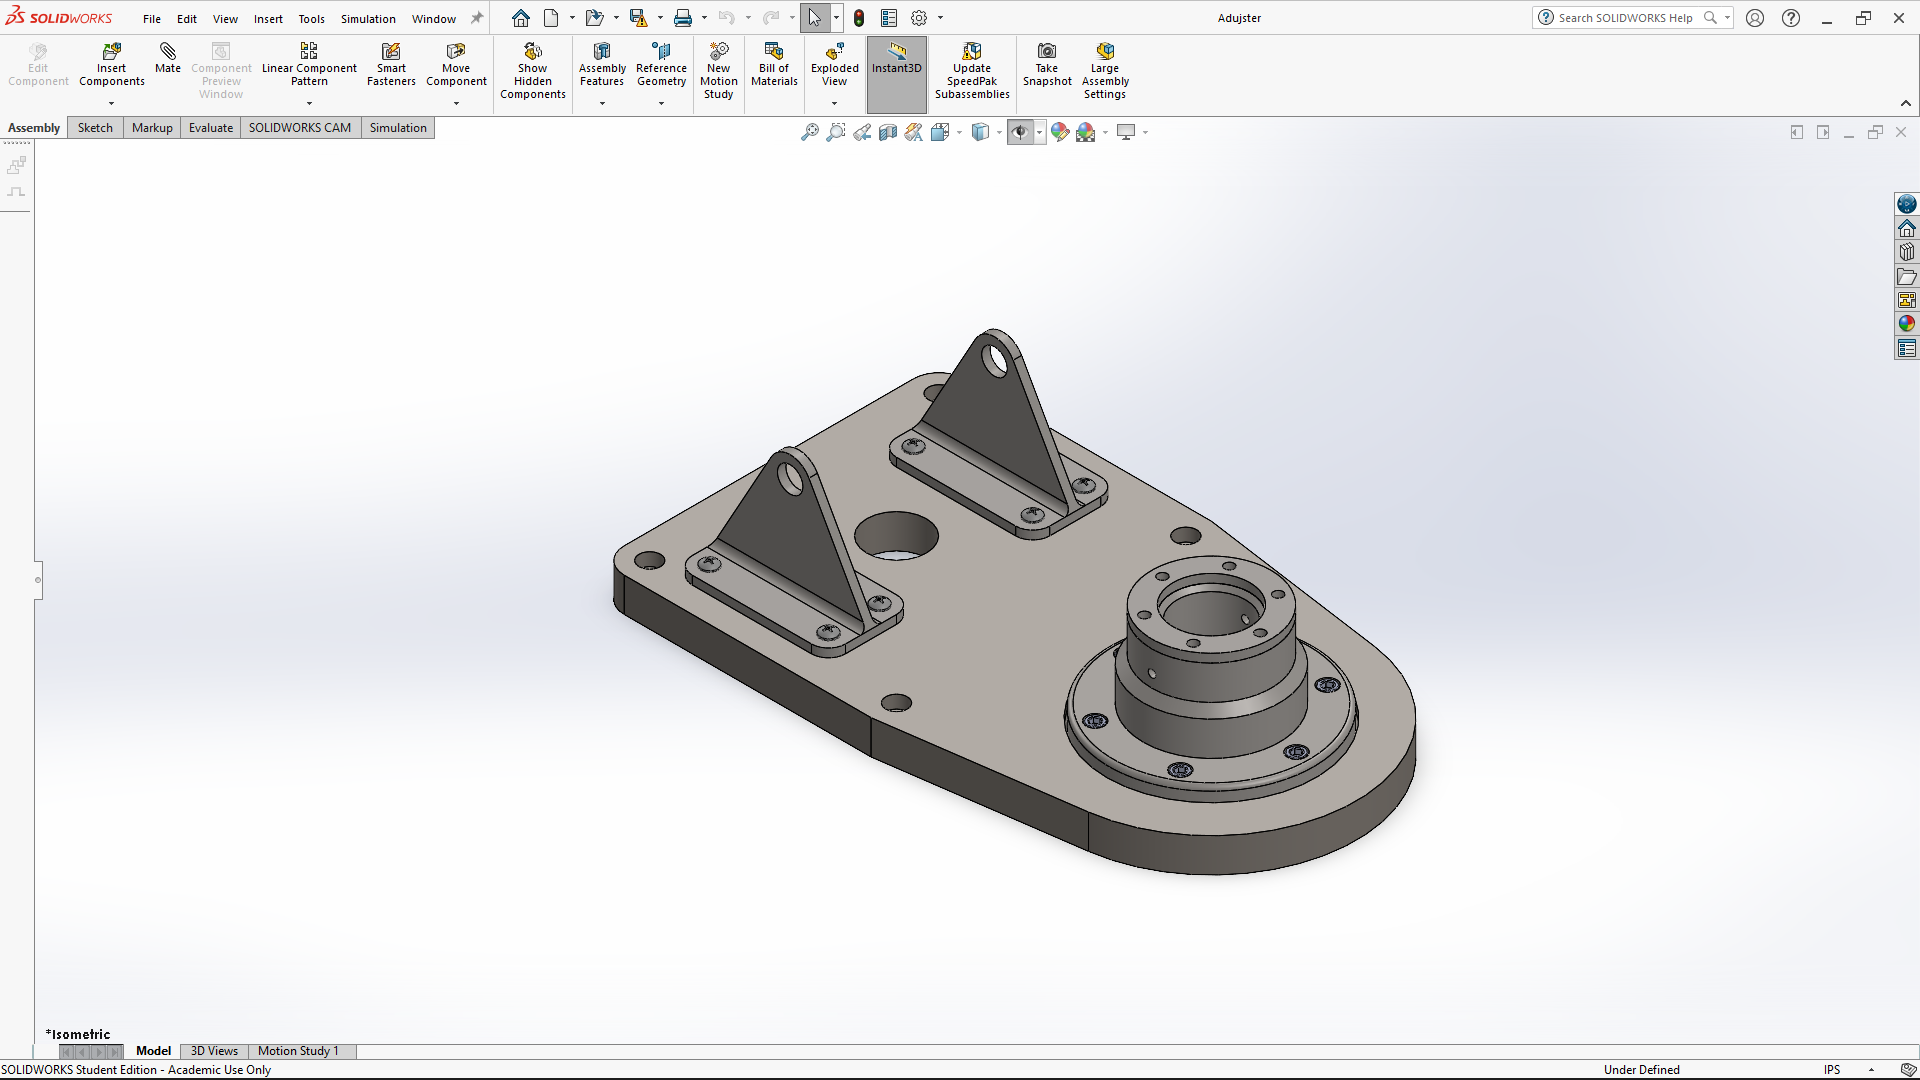 SOLIDWORKS File Edit View Insert Tools Simulation Window Adujster Search SOLIDWORKS Help
Edit Component
Insert Components
Mate
Component Preview Window
Linear Component Pattern
Smart Fasteners
Move Component
Show Hidden Components
Assembly Features
Reference Geometry
New Motion Study
Bill of Materials
Exploded View
Instant3D
Update SpeedPak Subassemblies
Take Snapshot
Large Assembly Settings
Assembly Sketch Markup Evaluate SOLIDWORKS CAM Simulation
*Isometric
Model 3D Views Motion Study 1
SOLIDWORKS Student Edition - Academic Use Only Under Defined IPS